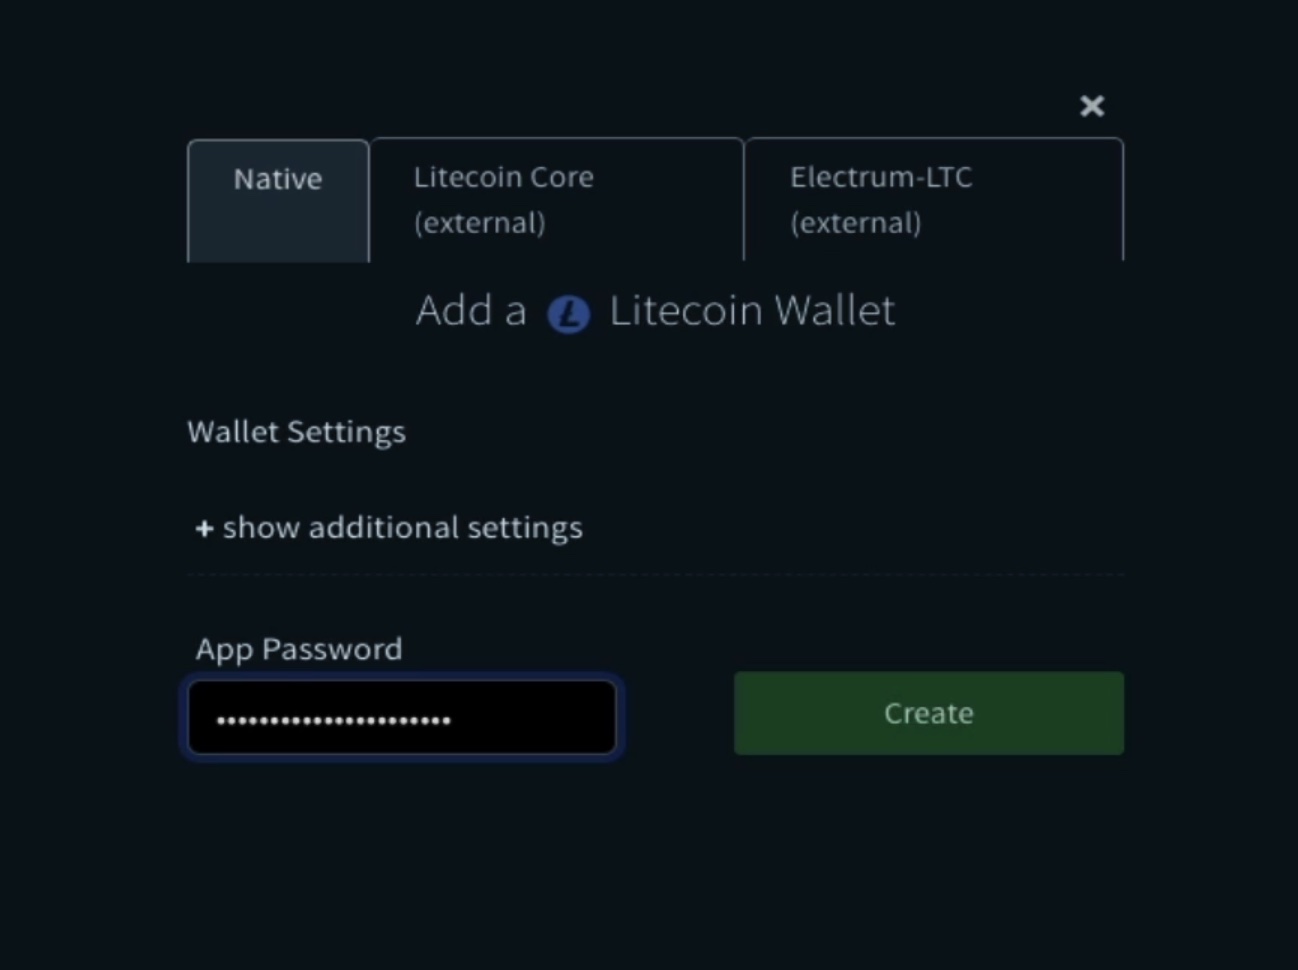 Native
Litecoin Core
(external)
Electrum-LTC
(external)
Add a Litecoin Wallet
Wallet Settings
+ show additional settings
App Password
••••••••••••••••••••••
Create